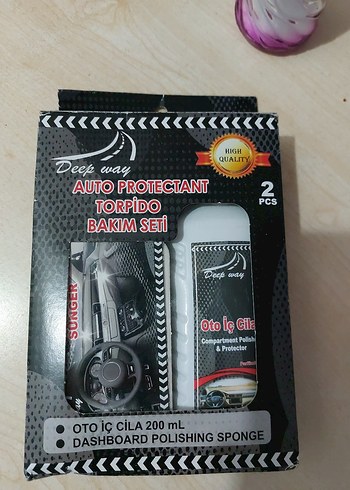 Deep way
HIGH
QUALITY
AUTO PROTECTANT
TORPİDO
BAKIM SETİ
2
PCS
SÜNGER
Deep way
Oto İç Cila
Compartment Polish
& Protector
● OTO İÇ CİLA 200 mL
● DASHBOARD POLISHING SPONGE